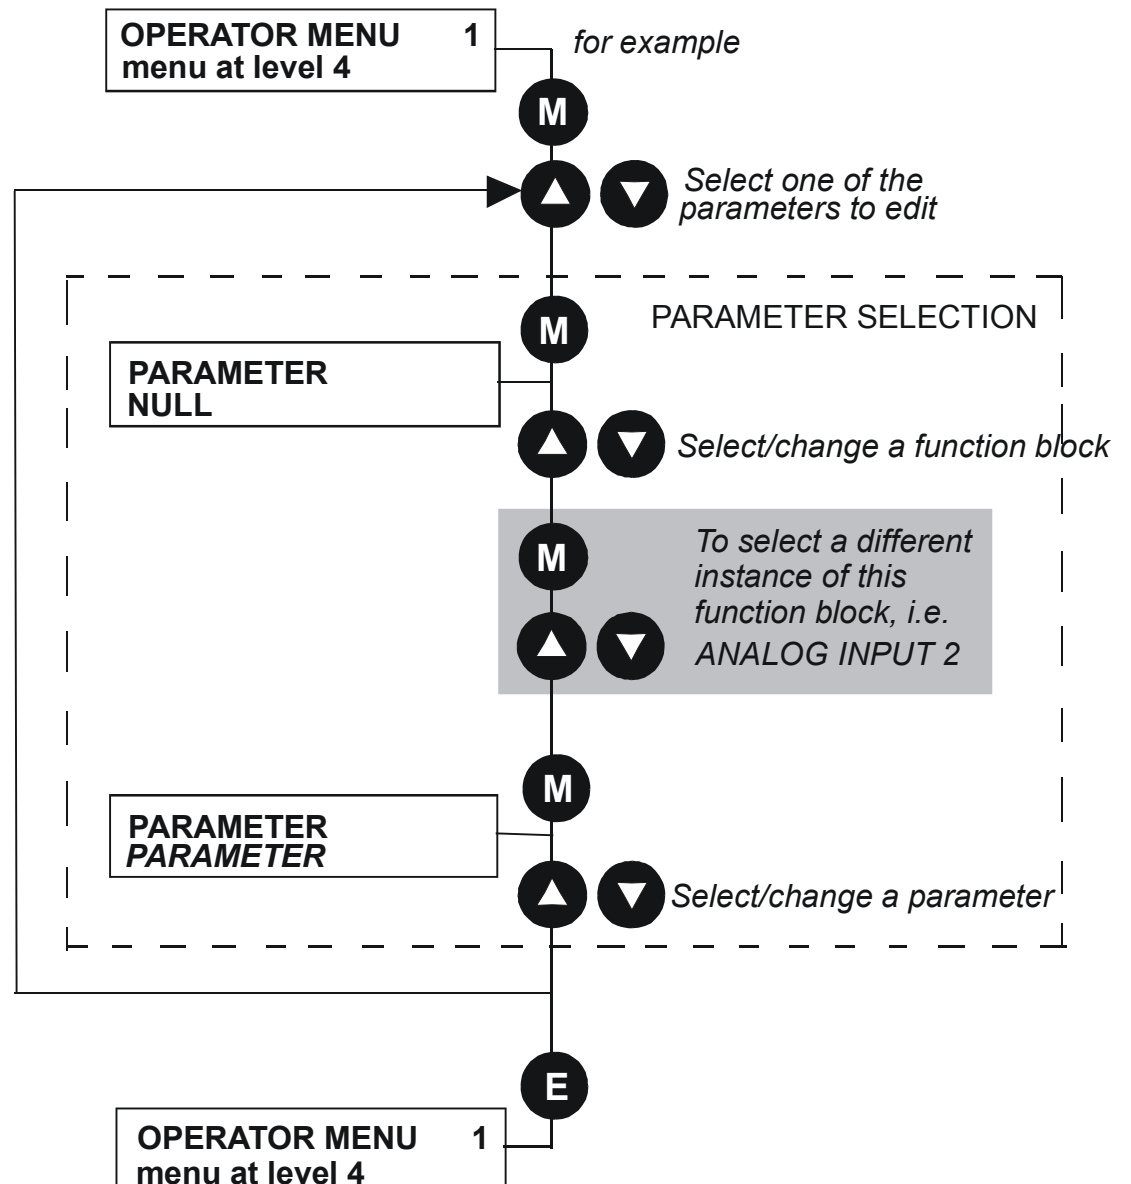 OPERATOR MENU 1
menu at level 4
for example
M
Select one of the
parameters to edit
M
PARAMETER SELECTION
PARAMETER
NULL
Select/change a function block
M
To select a different
instance of this
function block, i.e.
ANALOG INPUT 2
M
PARAMETER
PARAMETER
Select/change a parameter
E
OPERATOR MENU 1
menu at level 4